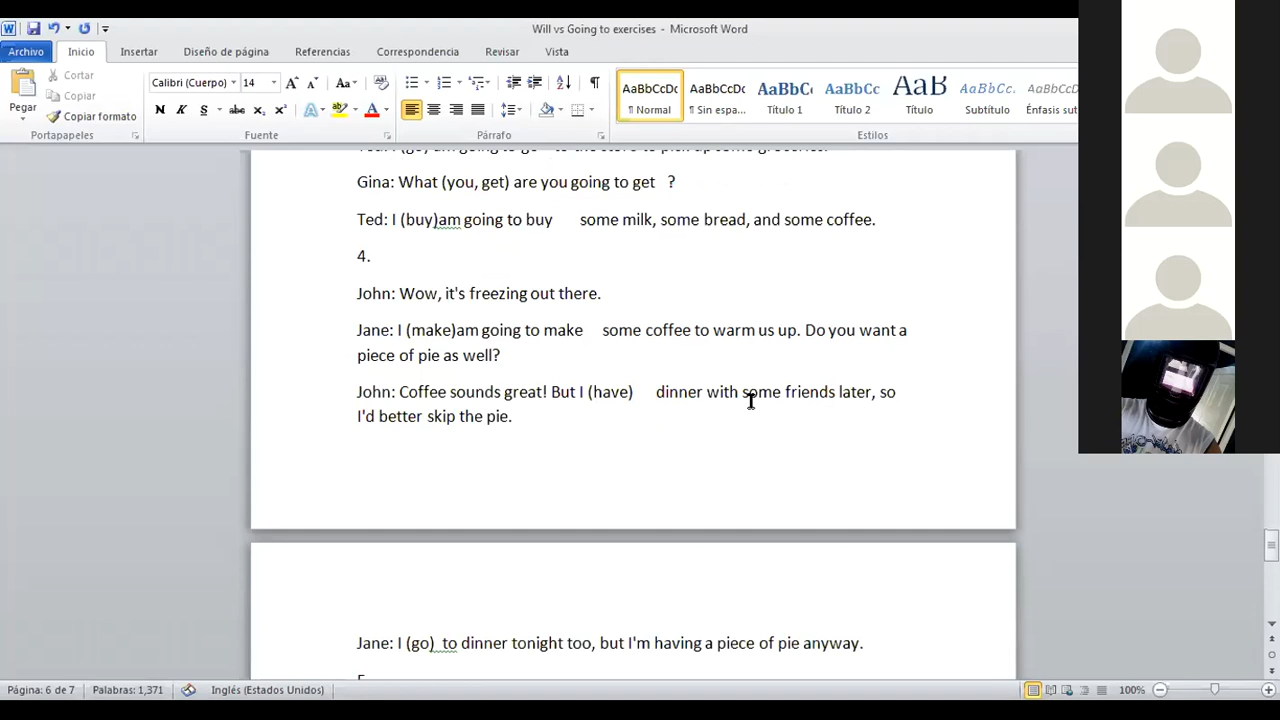 Will vs Going to exercises - Microsoft Word
Archivo Inicio Insertar Diseño de página Referencias Correspondencia Revisar Vista
Pegar
Cortar
Copiar
Copiar formato
Portapapeles
Calibri (Cuerpo) 14
Fuente
Párrafo
AaBbCcDc AaBbCcDc AaBbC AaBbCc AaB AaBbCc. AaBbCcDc
¶ Normal ¶ Sin espa... Título 1 Título 2 Título Subtítulo Énfasis sut
Estilos
Gina: What (you, get) are you going to get ?
Ted: I (buy)am going to buy some milk, some bread, and some coffee.
4.
John: Wow, it's freezing out there.
Jane: I (make)am going to make some coffee to warm us up. Do you want a
piece of pie as well?
John: Coffee sounds great! But I (have) dinner with some friends later, so
I'd better skip the pie.
Jane: I (go) to dinner tonight too, but I'm having a piece of pie anyway.
Página: 6 de 7 Palabras: 1,371 Inglés (Estados Unidos) 100%